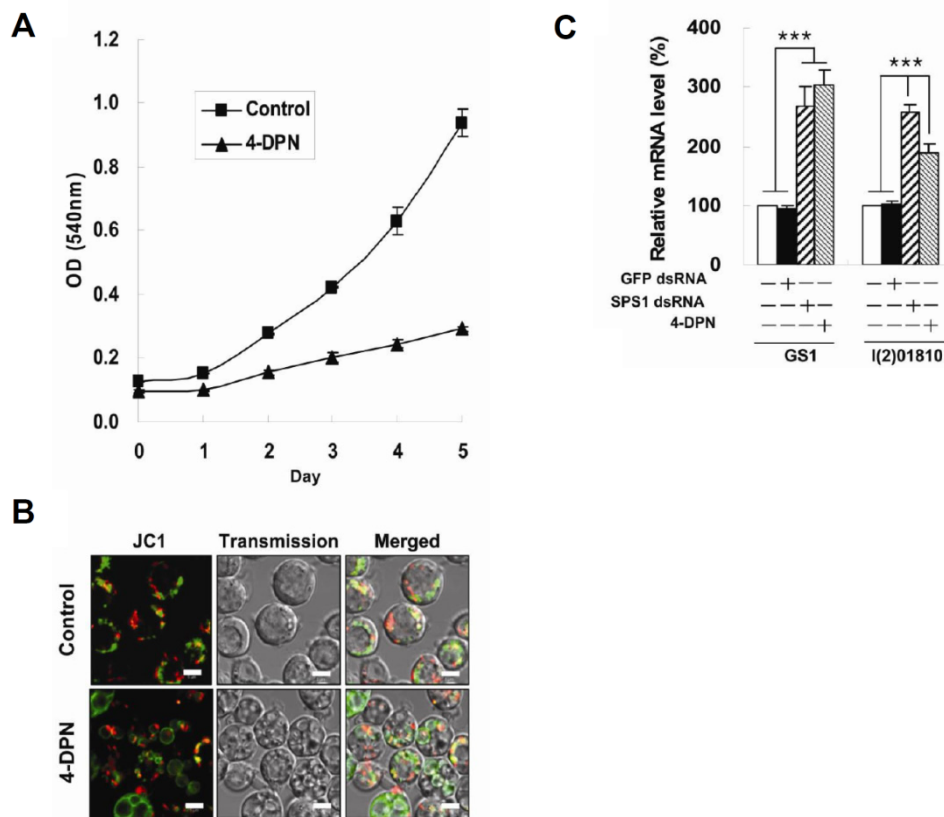 A
1.2
1.0
0.8
0.6
0.4
0.2
0.0
OD (540nm)
Control
4-DPN
0 1 2 3 4 5
Day
B
JC1 Transmission Merged
Control
4-DPN
C
400
300
200
100
0
Relative mRNA level (%)
*** ***
GFP dsRNA — + — — — + — —
SPS1 dsRNA — — + — — — + —
4-DPN — — — + — — — +
GS1 l(2)01810